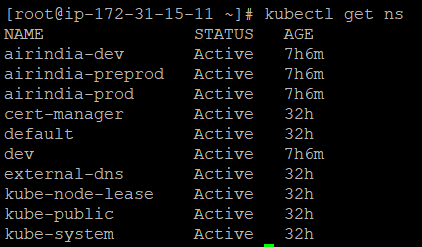 [root@ip-172-31-15-11 ~]# kubectl get ns
NAME STATUS AGE
airindia-dev Active 7h6m
airindia-preprod Active 7h6m
airindia-prod Active 7h6m
cert-manager Active 32h
default Active 32h
dev Active 7h6m
external-dns Active 32h
kube-node-lease Active 32h
kube-public Active 32h
kube-system Active 32h